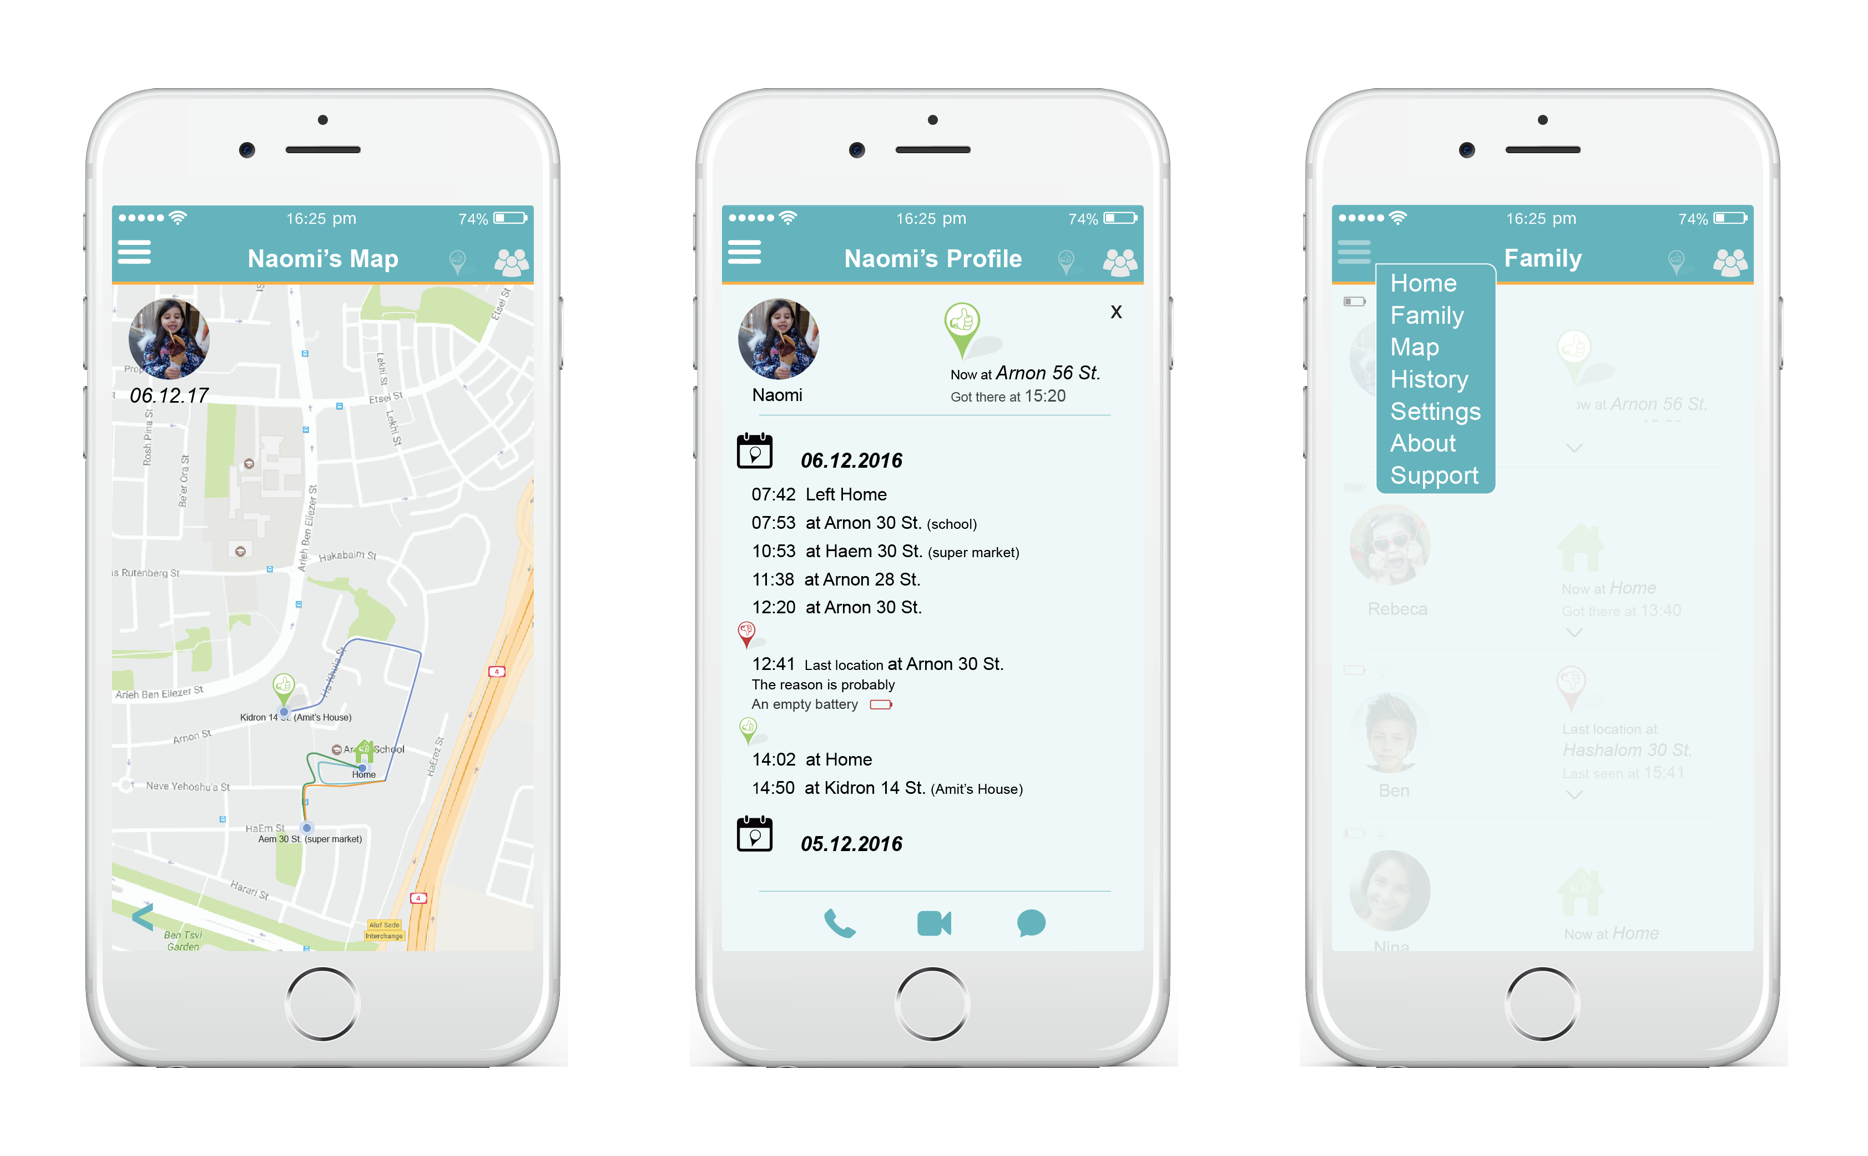 16:25 pm
74%
Naomi's Map
06.12.17
Etsel St
Lekhi St
Etsel St
Lekhi St
Rosh Pina St
Be'er Ora St
Arieh Ben Eliezer St
Hakabaim St
s Rutenberg St
4
Arieh Ben Eliezer St
Kidron 14 St. (Amit's House)
Arnon St
School
Home
HaErez St
Neve Yehoshu'a St
HaEm St
Aem 30 St. (super market)
Harari St
4
<
Aluf Sade
Interchange
Ben Tsvi
Garden
16:25 pm
74%
Naomi's Profile
X
Now at Arnon 56 St.
Naomi
Got there at 15:20
06.12.2016
07:42 Left Home
07:53 at Arnon 30 St. (school)
10:53 at Haem 30 St. (super market)
11:38 at Arnon 28 St.
12:20 at Arnon 30 St.
12:41 Last location at Arnon 30 St.
The reason is probably
An empty battery
14:02 at Home
14:50 at Kidron 14 St. (Amit's House)
05.12.2016
16:25 pm
74%
Family
Home
Family
Map
History
Settings
About
Support
ow at Arnon 56 St.
Rebeca
Now at Home
Got there at 13:40
Last location at
Hashalom 30 St.
Last seen at 15:41
Ben
Now at Home
Nina